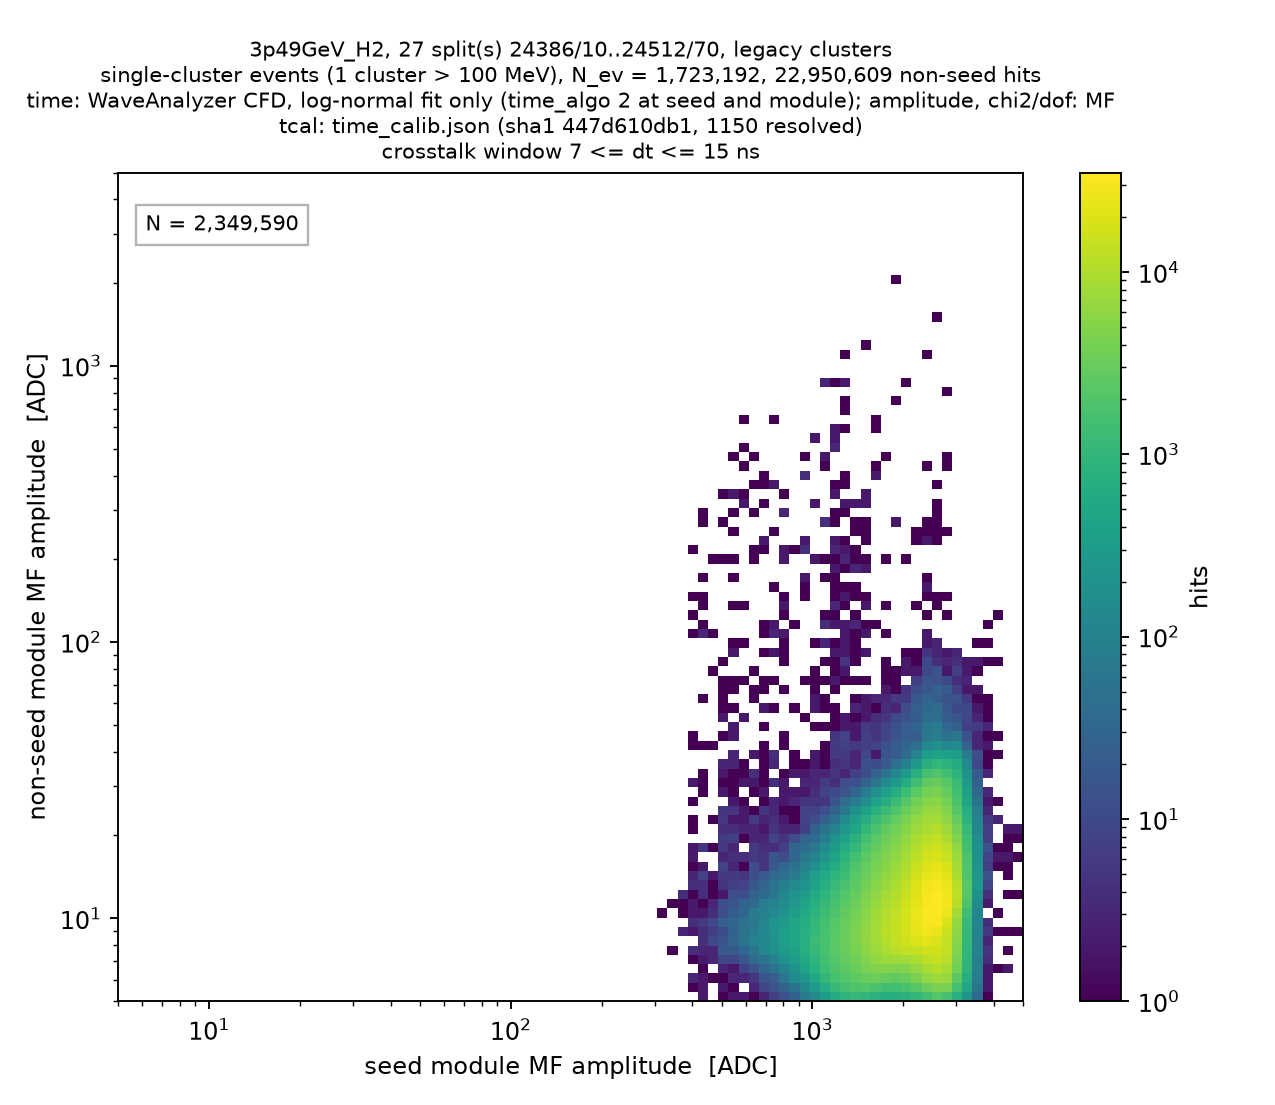 3p49GeV_H2, 27 split(s) 24386/10..24512/70, legacy clusters
single-cluster events (1 cluster > 100 MeV), N_ev = 1,723,192, 22,950,609 non-seed hits
time: WaveAnalyzer CFD, log-normal fit only (time_algo 2 at seed and module); amplitude, chi2/dof: MF
tcal: time_calib.json (sha1 447d610db1, 1150 resolved)
crosstalk window 7 <= dt <= 15 ns
N = 2,349,590
non-seed module MF amplitude [ADC]
10³
10²
10¹
10¹
10²
10³
seed module MF amplitude [ADC]
10⁴
10³
10²
10¹
10⁰
hits